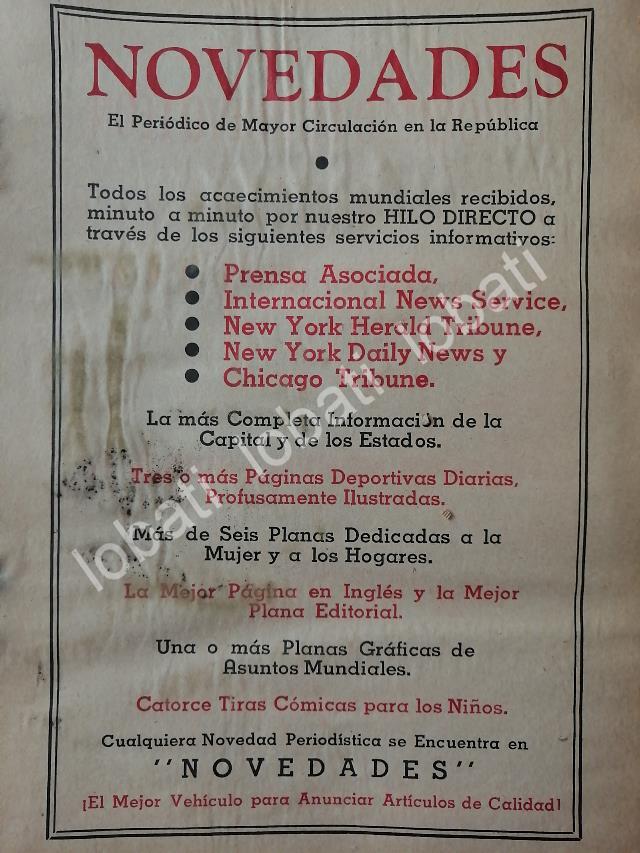 NOVEDADES
El Periódico de Mayor Circulación en la República
Todos los acaecimientos mundiales recibidos,
minuto a minuto por nuestro HILO DIRECTO a
través de los siguientes servicios informativos:
● Prensa Asociada,
● Internacional News Service,
● New York Herald Tribune,
● New York Daily News y
● Chicago Tribune.
La más Completa Información de la
Capital y de los Estados.
Tres o más Páginas Deportivas Diarias,
Profusamente Ilustradas.
Más de Seis Planas Dedicadas a la
Mujer y a los Hogares.
La Mejor Página en Inglés y la Mejor
Plana Editorial.
Una o más Planas Gráficas de
Asuntos Mundiales.
Catorce Tiras Cómicas para los Niños.
Cualquiera Novedad Periodística se Encuentra en
"NOVEDADES"
¡El Mejor Vehículo para Anunciar Artículos de Calidad!
lobati lobati lobati